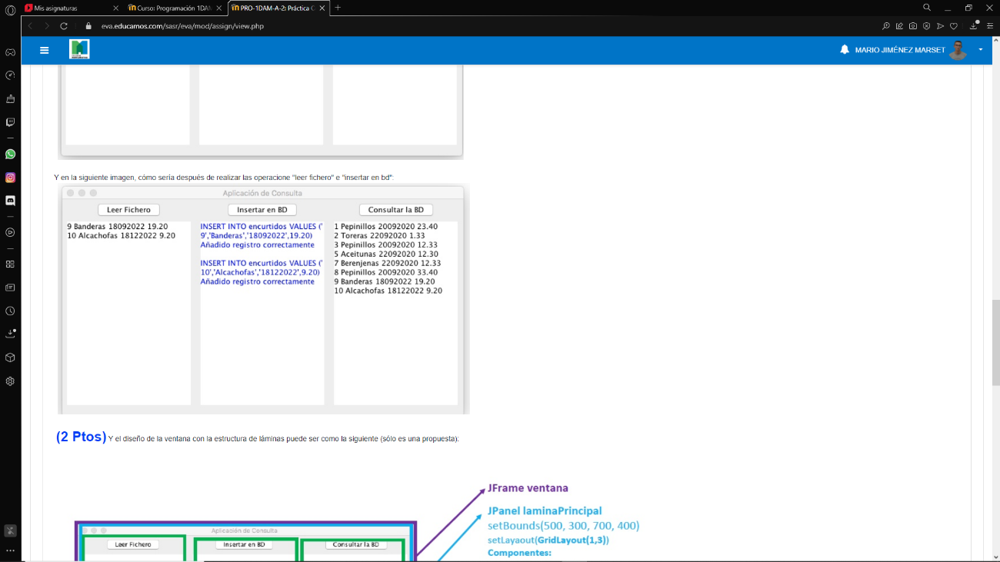 Mis asignaturas
Curso: Programación 1DAM
PRO-1DAM-A-2: Práctica
eva.educamos.com/sasr/eva/mod/assign/view.php
MARIO JIMÉNEZ MARSET
Y en la siguiente imagen, cómo sería después de realizar las operacione "leer fichero" e "insertar en bd":
Aplicación de Consulta
Leer Fichero
Insertar en BD
Consultar la BD
9 Banderas 18092022 19.20
10 Alcachofas 18122022 9.20
INSERT INTO encurtidos VALUES ('
9','Banderas','18092022',19.20)
Añadido registro correctamente
INSERT INTO encurtidos VALUES ('
10','Alcachofas','18122022',9.20)
Añadido registro correctamente
1 Pepinillos 20092020 23.40
2 Toreras 22092020 1.33
3 Pepinillos 20092020 12.33
5 Aceitunas 22092020 12.30
7 Berenjenas 22092020 12.33
8 Pepinillos 20092020 33.40
9 Banderas 18092022 19.20
10 Alcachofas 18122022 9.20
(2 Ptos) Y el diseño de la ventana con la estructura de láminas puede ser como la siguiente (sólo es una propuesta):
JFrame ventana
JPanel laminaPrincipal
setBounds(500, 300, 700, 400)
setLayaout(GridLayout(1,3))
Componentes:
Aplicación de Consulta
Leer Fichero
Insertar en BD
Consultar la BD